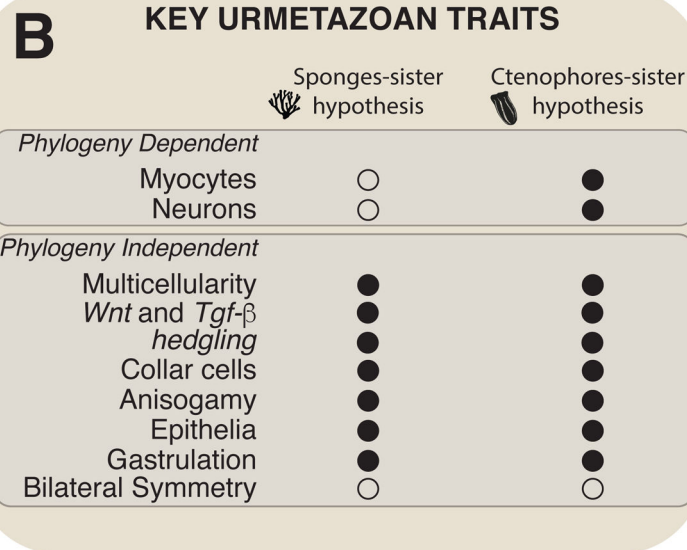 B
KEY URMETAZOAN TRAITS
Sponges-sister hypothesis
Ctenophores-sister hypothesis
Phylogeny Dependent
Myocytes
Neurons
Phylogeny Independent
Multicellularity
Wnt and Tgf-β
hedgling
Collar cells
Anisogamy
Epithelia
Gastrulation
Bilateral Symmetry